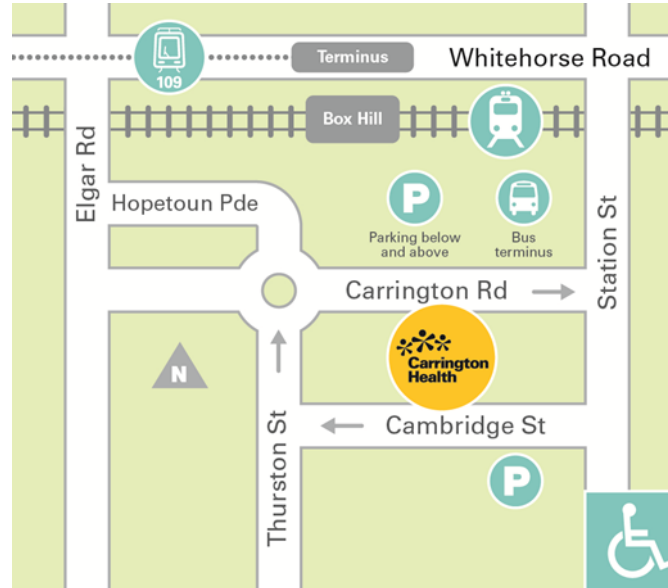 Terminus
Whitehorse Road
109
Box Hill
Elgar Rd
Hopetoun Pde
P
Parking below
and above
Bus
terminus
Station St
Carrington Rd
Carrington
Health
N
Thurston St
Cambridge St
P